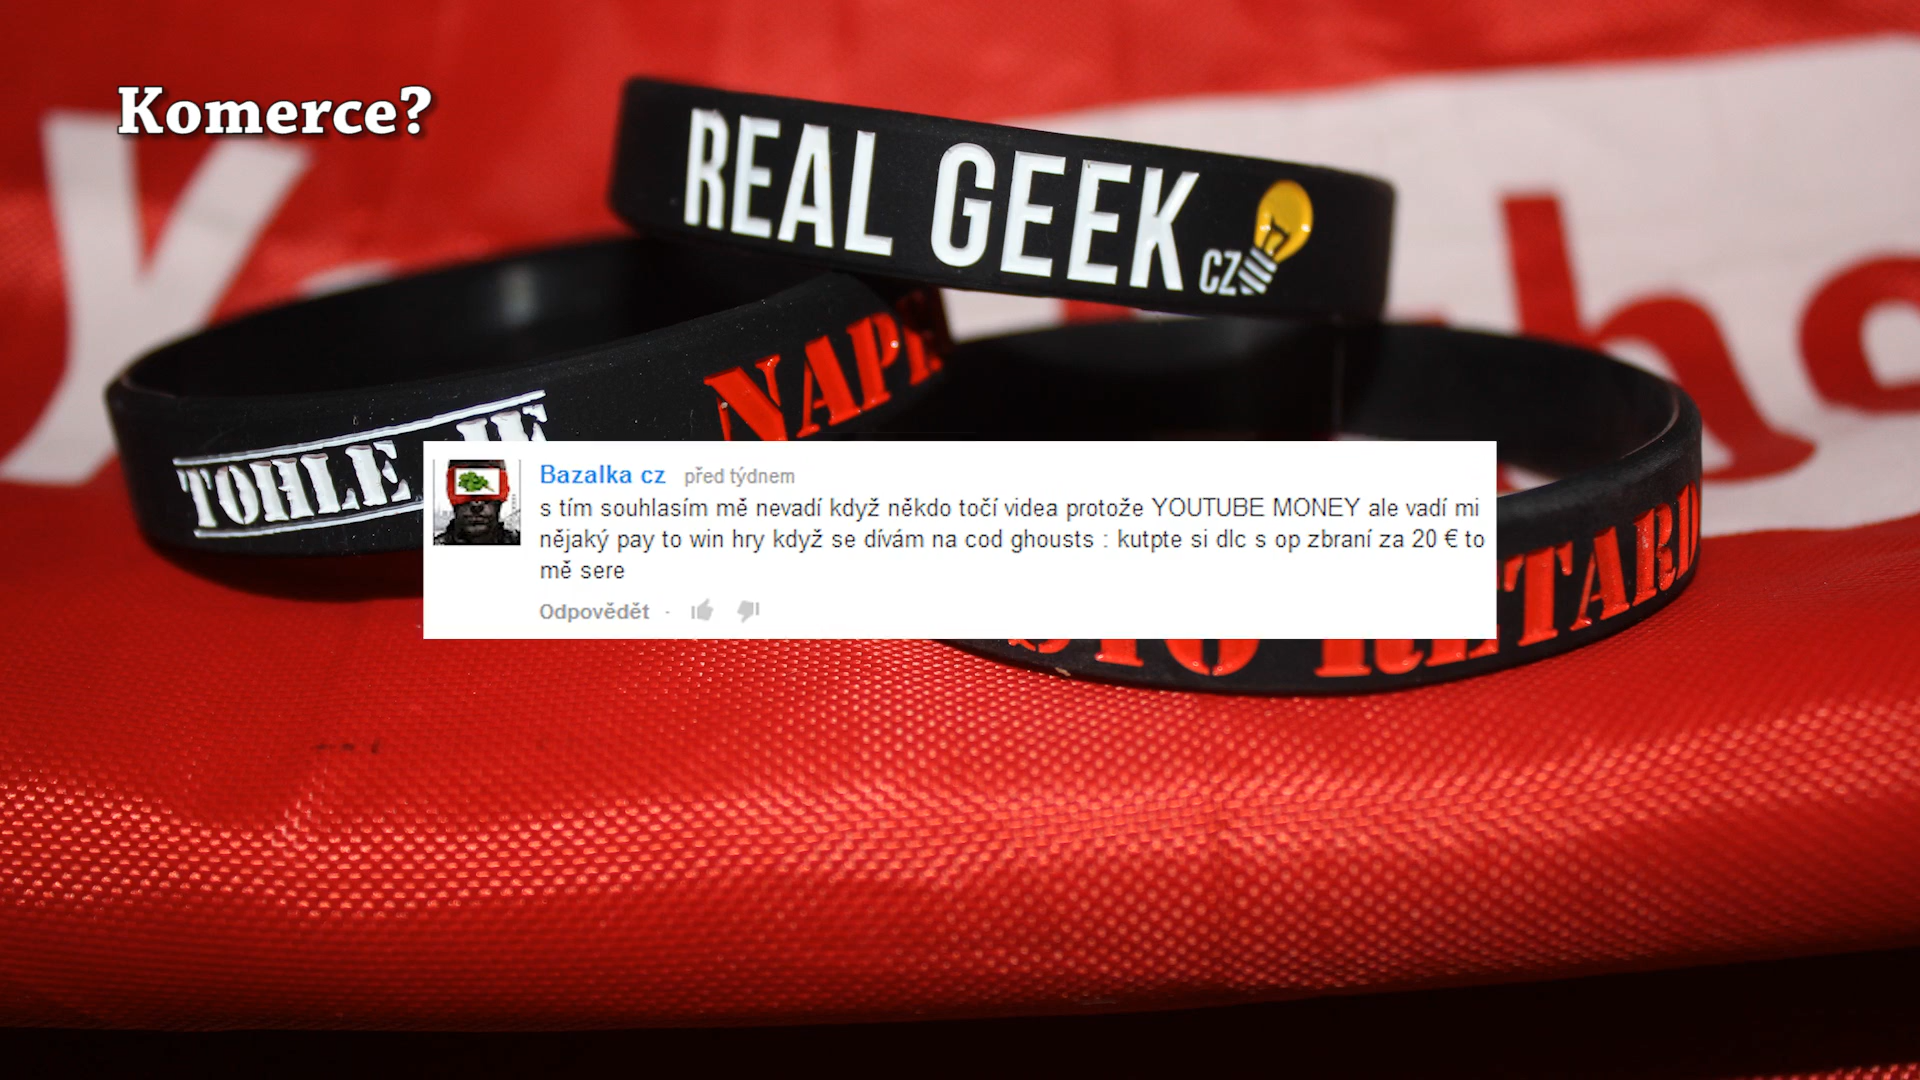 Komerce?
REAL GEEK
CZ
TOHLE JE
Bazalka cz před týdnem
s tím souhlasím mě nevadí když někdo točí videa protože YOUTUBE MONEY ale vadí mi
nějaký pay to win hry když se dívám na cod ghousts : kutpte si dlc s op zbraní za 20 € to
mě sere
Odpovědět ·
RETARD